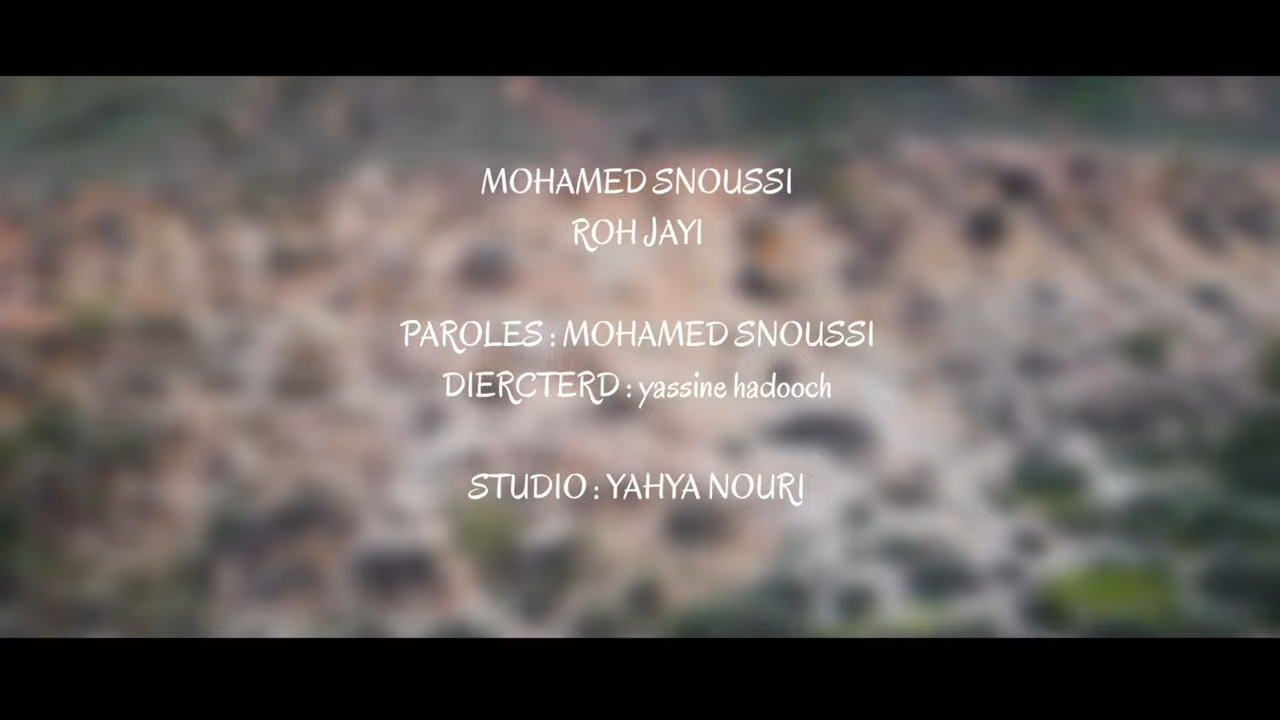 MOHAMED SNOUSSI
ROH JAYI
PAROLES : MOHAMED SNOUSSI
DIERCTERD : yassine hadooch
STUDIO : YAHYA NOURI